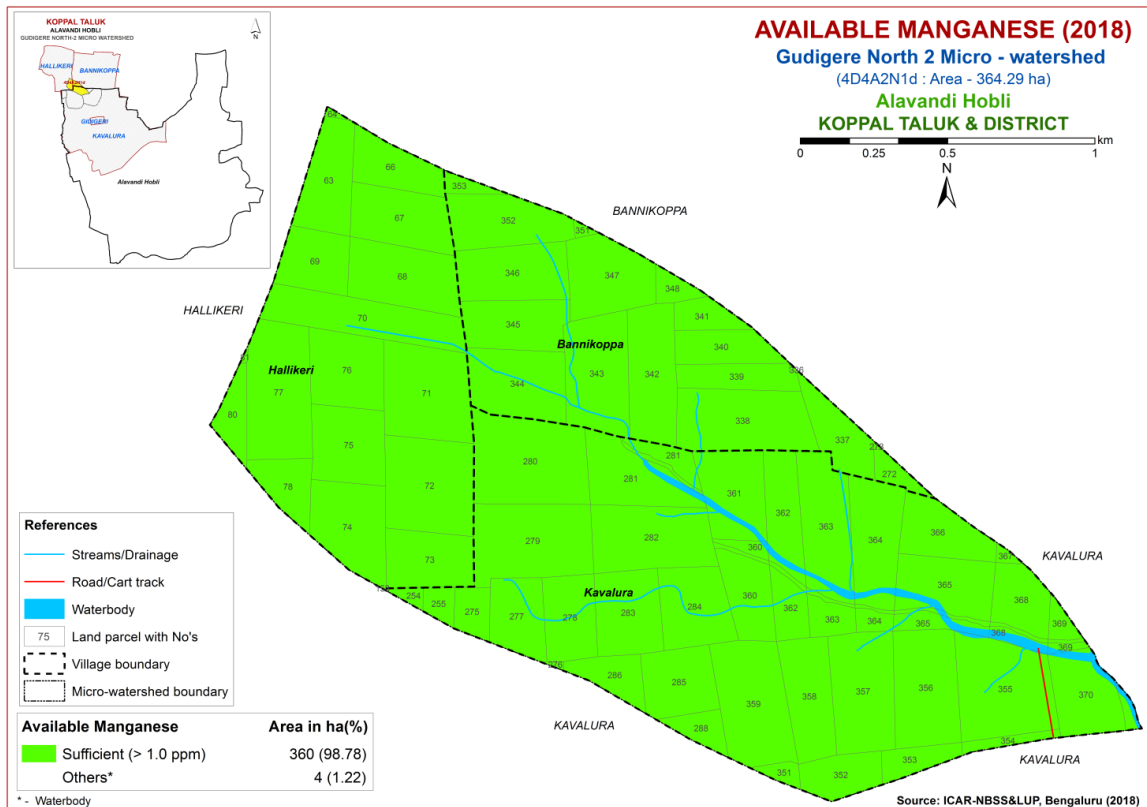 KOPPAL TALUK
ALAVANDI HOBLI
GUDIGERE NORTH-2 MICRO WATERSHED
N
HALLIKERI
BANNIKOPPA
GIDIGERI
KAVALURA
Alavandi Hobli
AVAILABLE MANGANESE (2018)
Gudigere North 2 Micro - watershed
(4D4A2N1d : Area - 364.29 ha)
Alavandi Hobli
KOPPAL TALUK & DISTRICT
km
0 0.25 0.5 1
N
64
66
63
353
67
352
BANNIKOPPA
351
69
68
346
347
348
HALLIKERI
70
345
341
Bannikoppa
340
76
Hallikeri
77
71
344
343
342
339
336
80
338
75
337
281
280
281
272
78
72
361
74
279
282
362
363
364
366
73
360
367
KAVALURA
365
254
255
275
277
278
283
Kavalura
284
360
362
363
364
365
368
368
369
369
276
286
285
359
358
357
356
355
370
KAVALURA
288
354
KAVALURA
351
352
353
References
Streams/Drainage
Road/Cart track
Waterbody
75 Land parcel with No's
Village boundary
Micro-watershed boundary
Available Manganese Area in ha(%)
Sufficient (> 1.0 ppm) 360 (98.78)
Others* 4 (1.22)
* - Waterbody
Source: ICAR-NBSS&LUP, Bengaluru (2018)